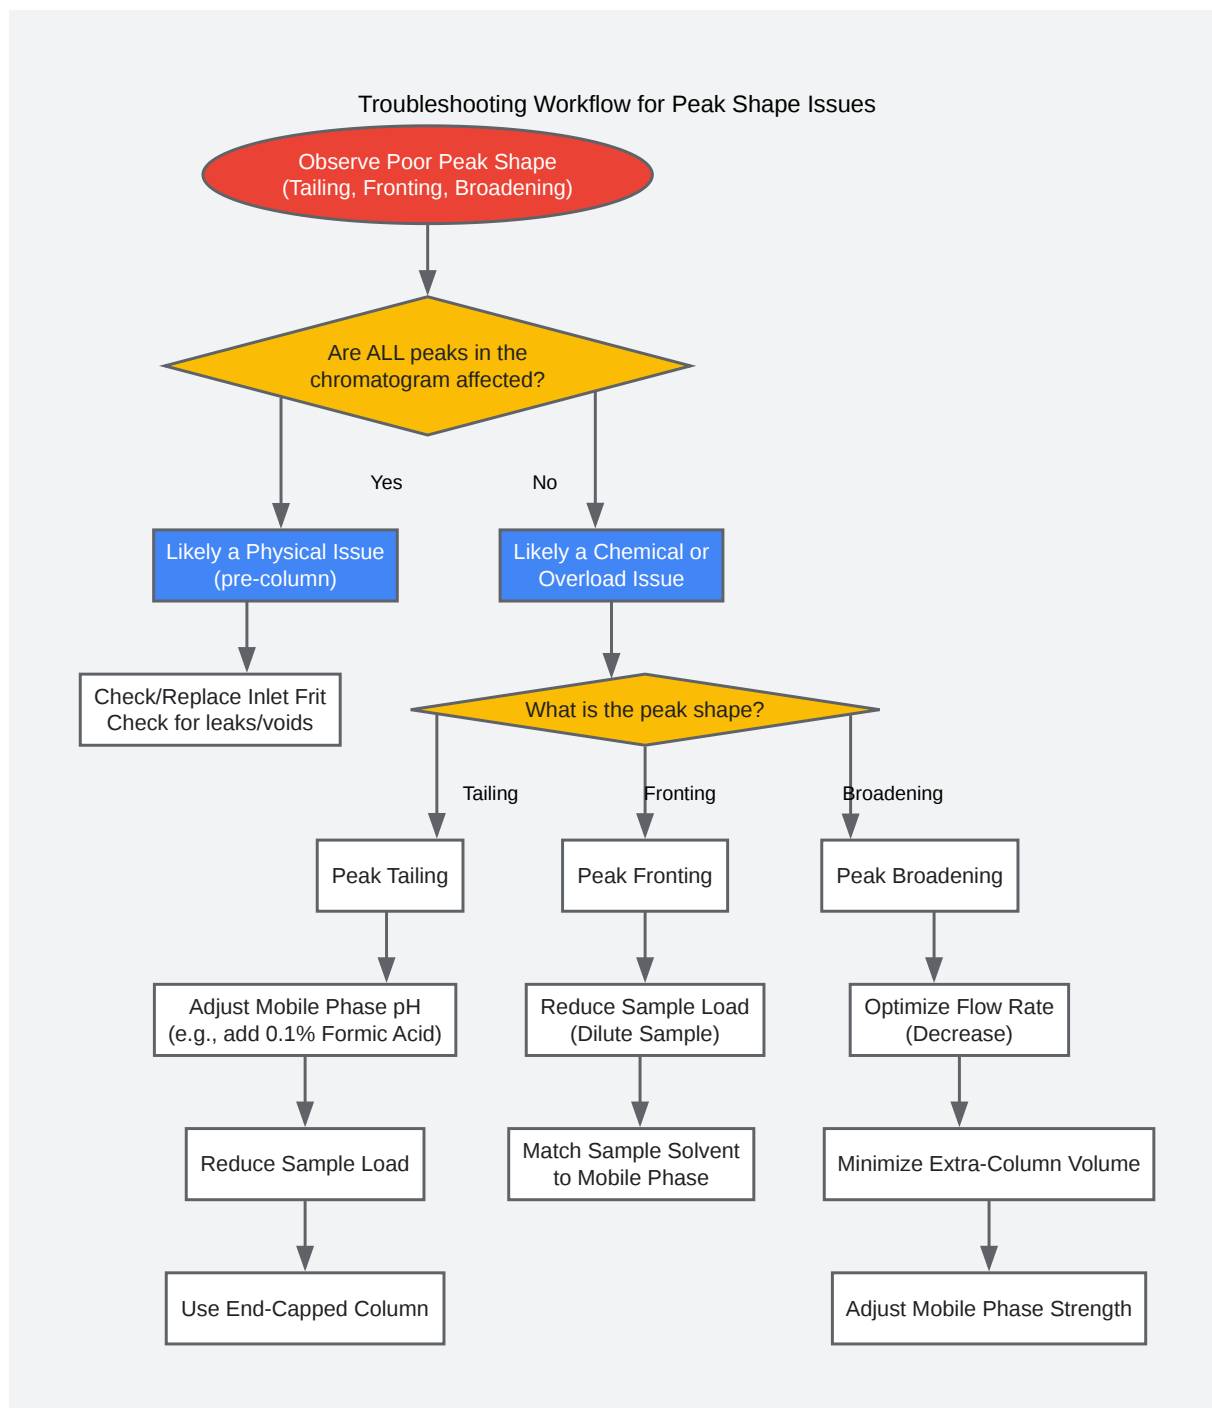 Troubleshooting Workflow for Peak Shape Issues
Observe Poor Peak Shape
(Tailing, Fronting, Broadening)
Are ALL peaks in the
chromatogram affected?
Yes
No
Likely a Physical Issue
(pre-column)
Likely a Chemical or
Overload Issue
Check/Replace Inlet Frit
Check for leaks/voids
What is the peak shape?
Tailing
Fronting
Broadening
Peak Tailing
Peak Fronting
Peak Broadening
Adjust Mobile Phase pH
(e.g., add 0.1% Formic Acid)
Reduce Sample Load
(Dilute Sample)
Optimize Flow Rate
(Decrease)
Reduce Sample Load
Match Sample Solvent
to Mobile Phase
Minimize Extra-Column Volume
Use End-Capped Column
Adjust Mobile Phase Strength